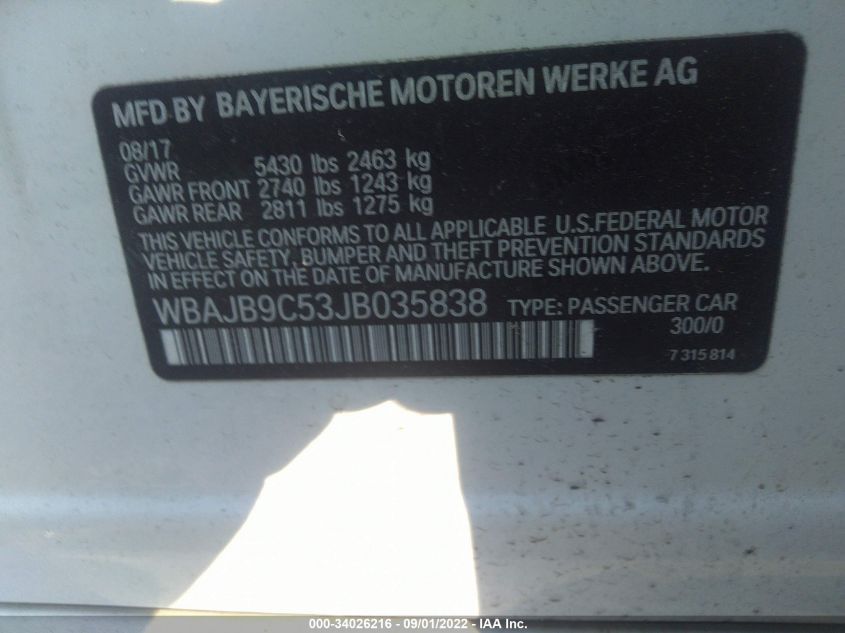 MFD BY BAYERISCHE MOTOREN WERKE AG
08/17
GVWR 5430 lbs 2463 kg
GAWR FRONT 2740 lbs 1243 kg
GAWR REAR 2811 lbs 1275 kg
THIS VEHICLE CONFORMS TO ALL APPLICABLE U.S.FEDERAL MOTOR
VEHICLE SAFETY, BUMPER AND THEFT PREVENTION STANDARDS
IN EFFECT ON THE DATE OF MANUFACTURE SHOWN ABOVE.
WBAJB9C53JB035838 TYPE: PASSENGER CAR
300/0
7 315 814
000-34026216 - 09/01/2022 - IAA Inc.